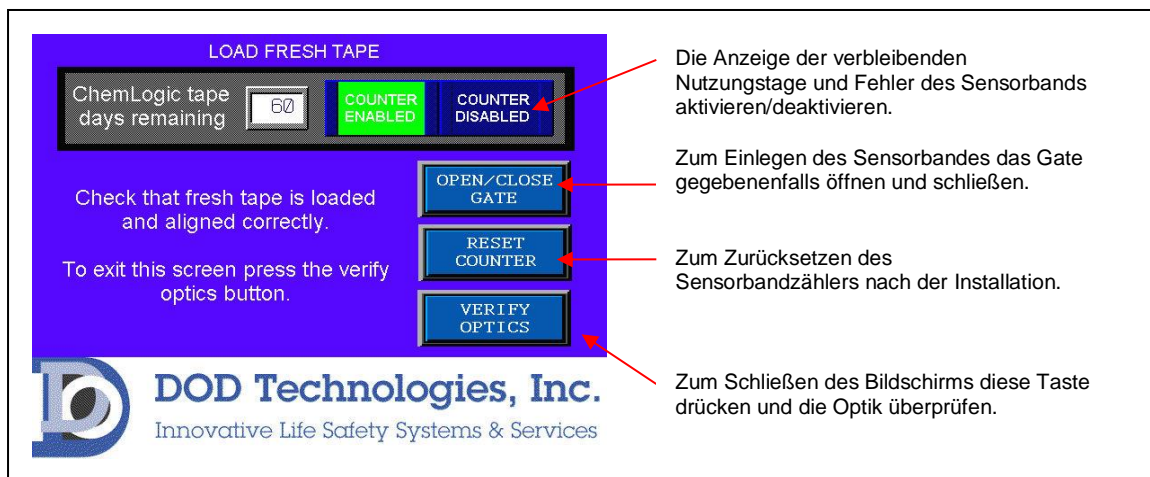 LOAD FRESH TAPE
ChemLogic tape
days remaining
60
COUNTER
ENABLED
COUNTER
DISABLED
Check that fresh tape is loaded
and aligned correctly.
To exit this screen press the verify
optics button.
OPEN/CLOSE
GATE
RESET
COUNTER
VERIFY
OPTICS
DOD Technologies, Inc.
Innovative Life Safety Systems & Services
Die Anzeige der verbleibenden
Nutzungstage und Fehler des Sensorbands
aktivieren/deaktivieren.
Zum Einlegen des Sensorbandes das Gate
gegebenenfalls öffnen und schließen.
Zum Zurücksetzen des
Sensorbandzählers nach der Installation.
Zum Schließen des Bildschirms diese Taste
drücken und die Optik überprüfen.